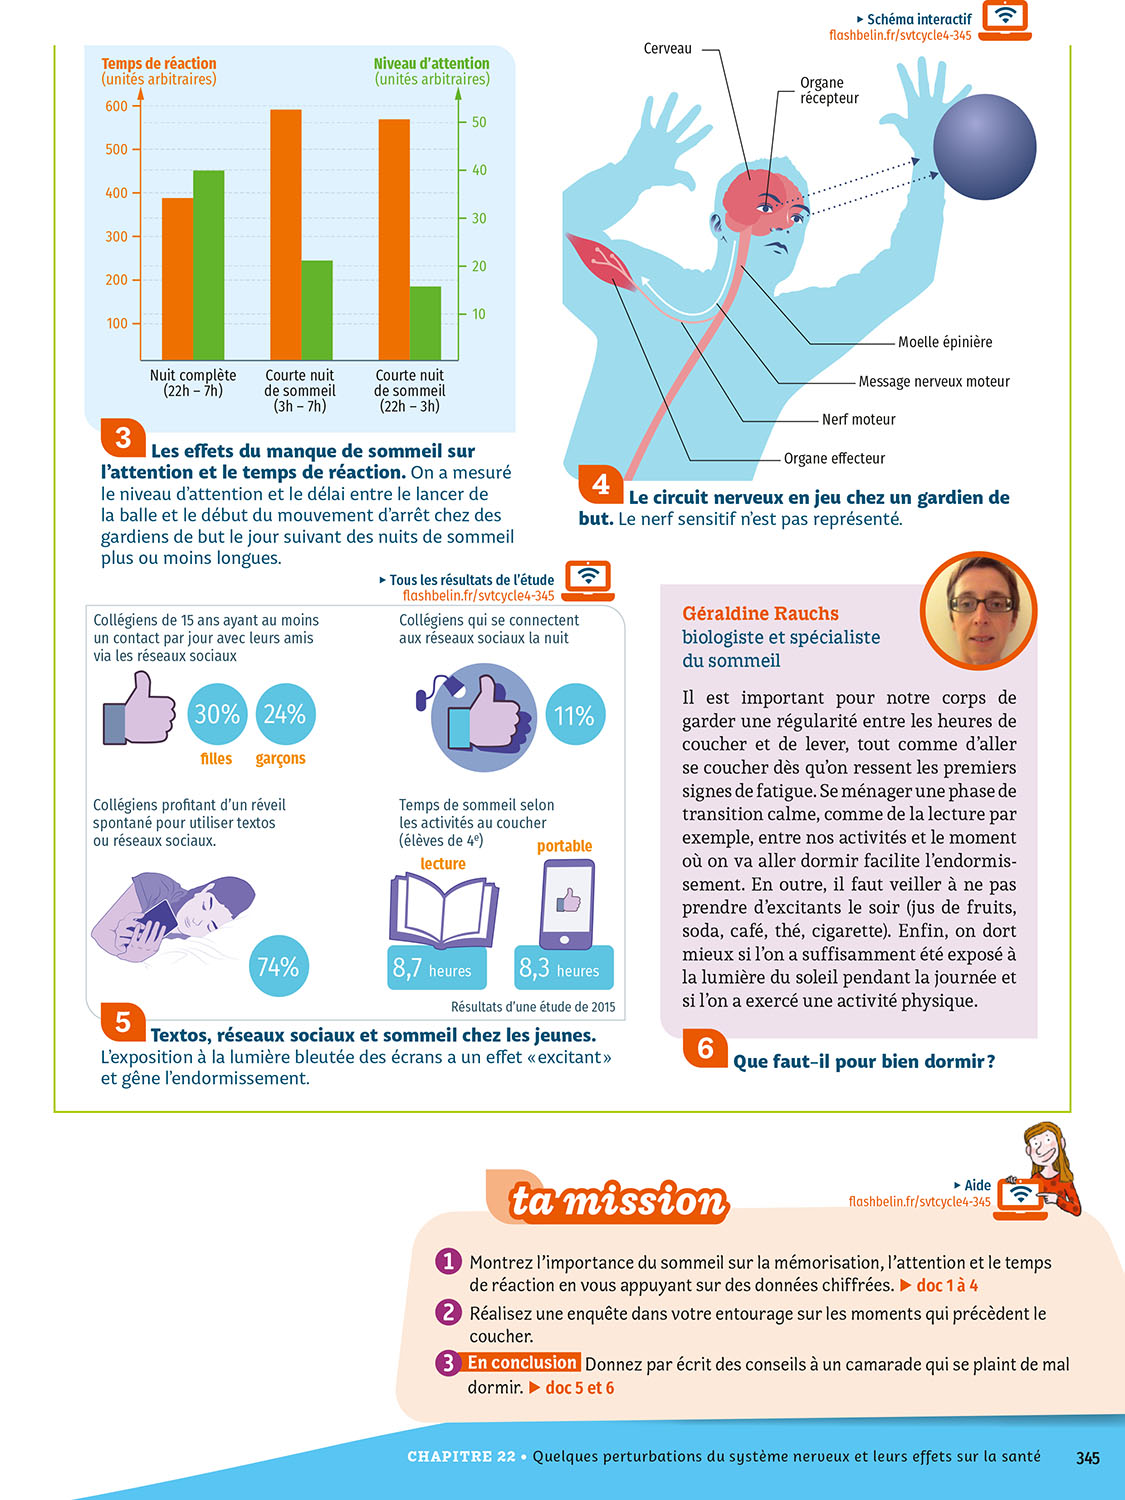 ▸ Schéma interactif
flashbelin.fr/svtcycle4-345
Temps de réaction
(unités arbitraires)
Niveau d'attention
(unités arbitraires)
600
500
400
300
200
100
50
40
30
20
10
Nuit complète
(22h – 7h)
Courte nuit
de sommeil
(3h – 7h)
Courte nuit
de sommeil
(22h – 3h)
3 Les effets du manque de sommeil sur
l'attention et le temps de réaction. On a mesuré
le niveau d'attention et le délai entre le lancer de
la balle et le début du mouvement d'arrêt chez des
gardiens de but le jour suivant des nuits de sommeil
plus ou moins longues.
Cerveau
Organe
récepteur
Moelle épinière
Message nerveux moteur
Nerf moteur
Organe effecteur
4 Le circuit nerveux en jeu chez un gardien de
but. Le nerf sensitif n'est pas représenté.
▸ Tous les résultats de l'étude
flashbelin.fr/svtcycle4-345
Collégiens de 15 ans ayant au moins
un contact par jour avec leurs amis
via les réseaux sociaux
30%
24%
filles
garçons
Collégiens qui se connectent
aux réseaux sociaux la nuit
11%
Collégiens profitant d'un réveil
spontané pour utiliser textos
ou réseaux sociaux.
74%
Temps de sommeil selon
les activités au coucher
(élèves de 4e)
lecture
portable
8,7 heures
8,3 heures
Résultats d'une étude de 2015
5 Textos, réseaux sociaux et sommeil chez les jeunes.
L'exposition à la lumière bleutée des écrans a un effet «excitant»
et gêne l'endormissement.
Géraldine Rauchs
biologiste et spécialiste
du sommeil
Il est important pour notre corps de
garder une régularité entre les heures de
coucher et de lever, tout comme d'aller
se coucher dès qu'on ressent les premiers
signes de fatigue. Se ménager une phase de
transition calme, comme de la lecture par
exemple, entre nos activités et le moment
où on va aller dormir facilite l'endormis-
sement. En outre, il faut veiller à ne pas
prendre d'excitants le soir (jus de fruits,
soda, café, thé, cigarette). Enfin, on dort
mieux si l'on a suffisamment été exposé à
la lumière du soleil pendant la journée et
si l'on a exercé une activité physique.
6 Que faut-il pour bien dormir?
ta mission
▸ Aide
flashbelin.fr/svtcycle4-345
1 Montrez l'importance du sommeil sur la mémorisation, l'attention et le temps
de réaction en vous appuyant sur des données chiffrées. ▶ doc 1 à 4
2 Réalisez une enquête dans votre entourage sur les moments qui précèdent le
coucher.
3 En conclusion Donnez par écrit des conseils à un camarade qui se plaint de mal
dormir. ▶ doc 5 et 6
CHAPITRE 22 • Quelques perturbations du système nerveux et leurs effets sur la santé 345